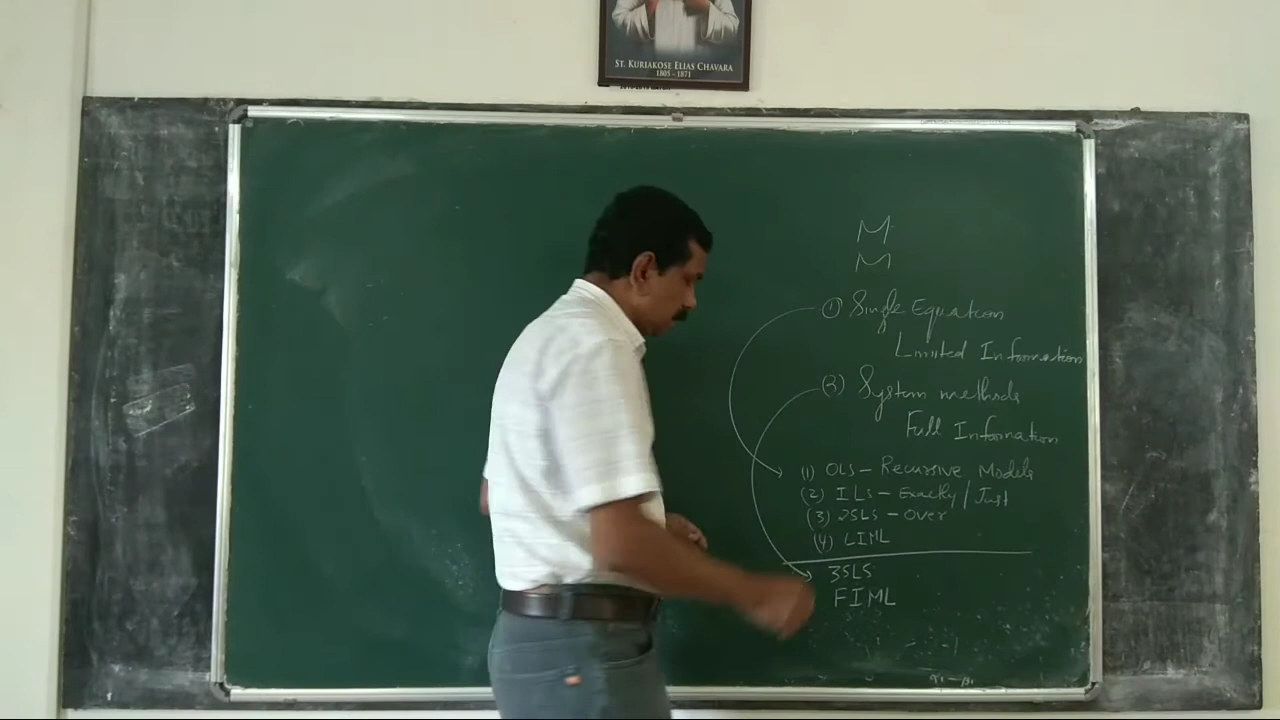 ST. KURIAKOSE ELIAS CHAVARA
1805 - 1871
M
M
(1) Single Equation
Limited Information
(2) System methods
Full Information
(1) OLS - Recursive Models
(2) ILS - Exactly / Just
(3) 2SLS - Over
(4) LIML
3SLS
FIML